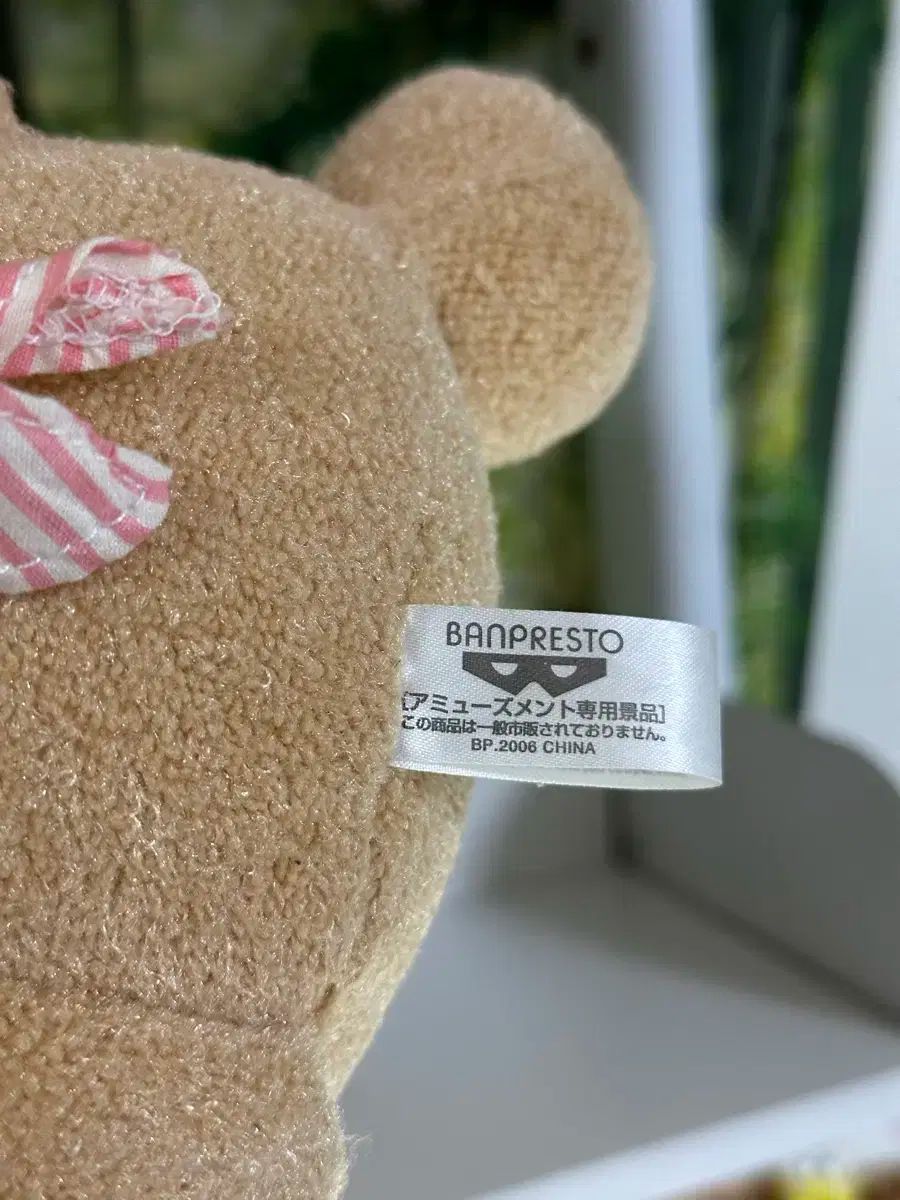 BANPRESTO
[アミューズメント専用景品]
この商品は一般市販されておりません。
BP.2006 CHINA